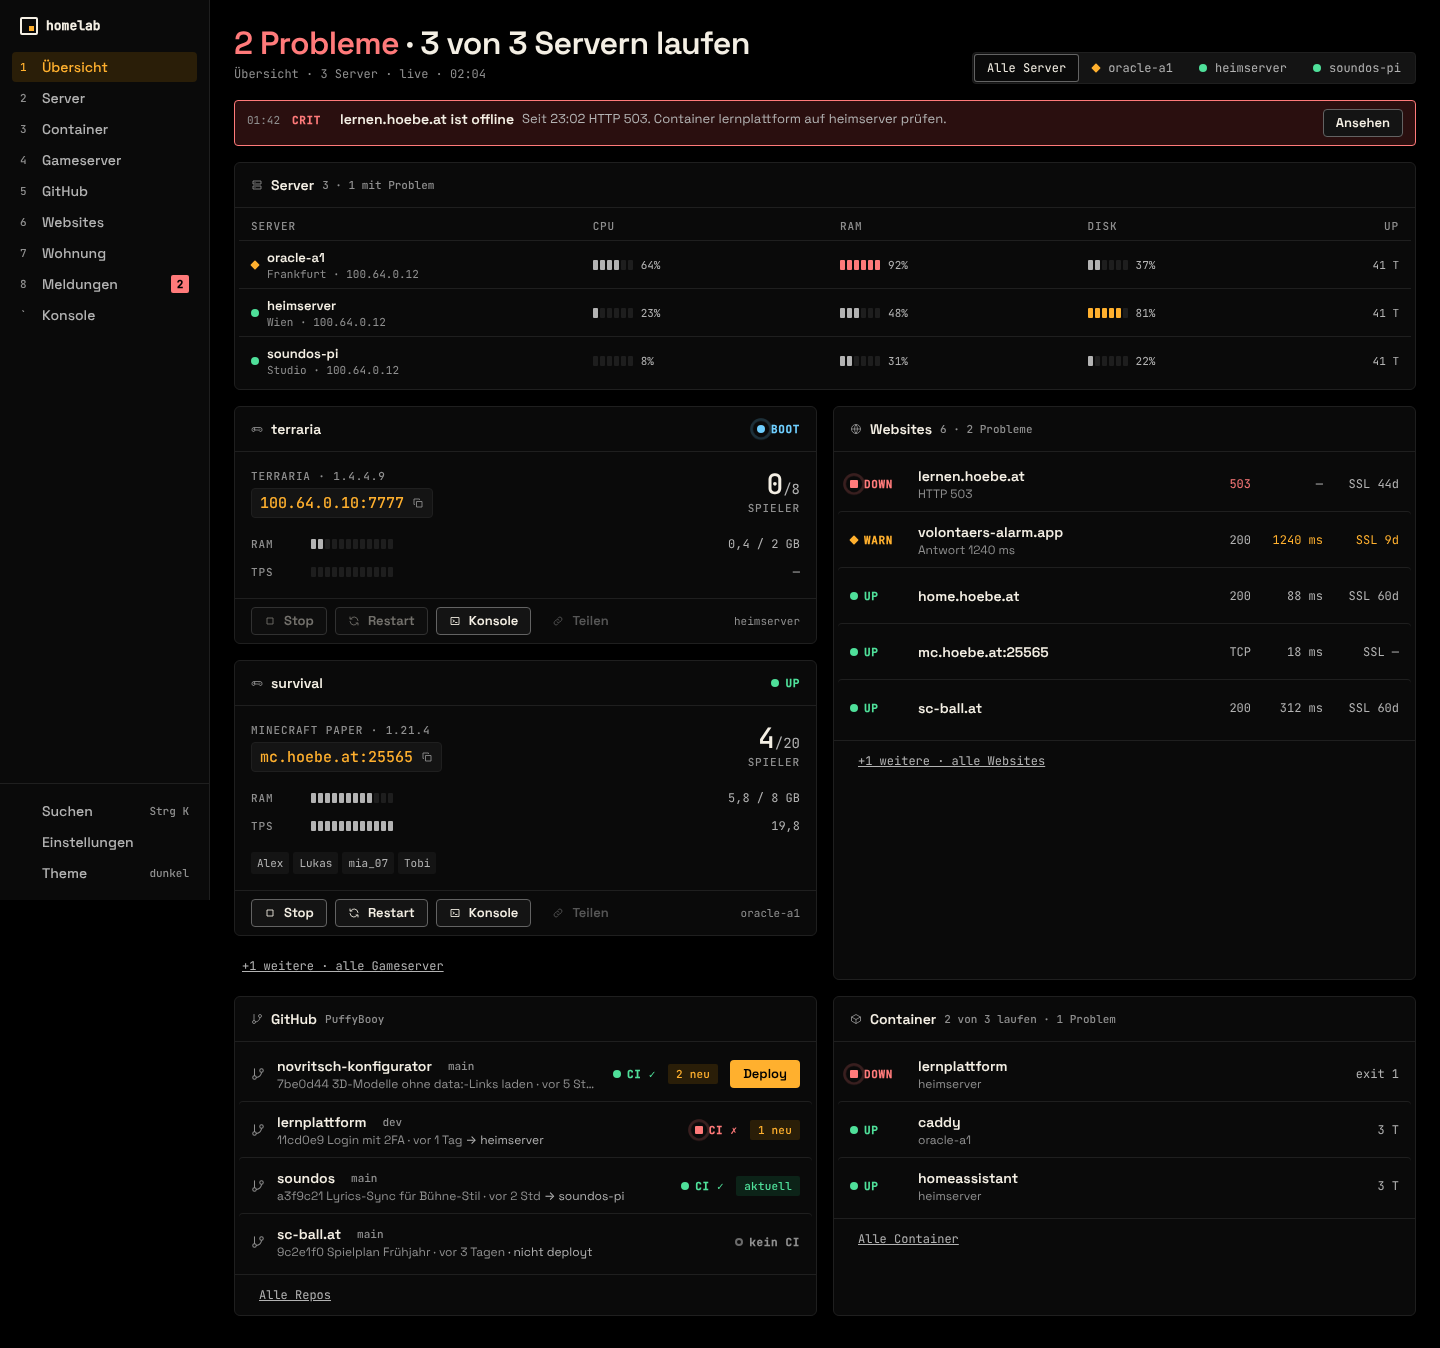 homelab
1 Übersicht
2 Server
3 Container
4 Gameserver
5 GitHub
6 Websites
7 Wohnung
8 Meldungen 2
` Konsole
Suchen Strg K
Einstellungen
Theme dunkel
2 Probleme · 3 von 3 Servern laufen
Übersicht · 3 Server · live · 02:04
Alle Server oracle-a1 heimserver soundos-pi
01:42 CRIT lernen.hoebe.at ist offline Seit 23:02 HTTP 503. Container lernplattform auf heimserver prüfen. Ansehen
Server 3 · 1 mit Problem
SERVER CPU RAM DISK UP
oracle-a1
Frankfurt · 100.64.0.12
64% 92% 37% 41 T
heimserver
Wien · 100.64.0.12
23% 48% 81% 41 T
soundos-pi
Studio · 100.64.0.12
8% 31% 22% 41 T
terraria BOOT
TERRARIA · 1.4.4.9
100.64.0.10:7777
0/8
SPIELER
RAM 0,4 / 2 GB
TPS —
Stop Restart Konsole Teilen heimserver
survival UP
MINECRAFT PAPER · 1.21.4
mc.hoebe.at:25565
4/20
SPIELER
RAM 5,8 / 8 GB
TPS 19,8
Alex Lukas mia_07 Tobi
Stop Restart Konsole Teilen oracle-a1
+1 weitere · alle Gameserver
Websites 6 · 2 Probleme
DOWN lernen.hoebe.at 503 — SSL 44d
HTTP 503
WARN volontaers-alarm.app 200 1240 ms SSL 9d
Antwort 1240 ms
UP home.hoebe.at 200 88 ms SSL 60d
UP mc.hoebe.at:25565 TCP 18 ms SSL —
UP sc-ball.at 200 312 ms SSL 60d
+1 weitere · alle Websites
GitHub PuffyBooy
novritsch-konfigurator main
7be0d44 3D-Modelle ohne data:-Links laden · vor 5 St…
CI ✓ 2 neu Deploy
lernplattform dev
11cd0e9 Login mit 2FA · vor 1 Tag → heimserver
CI ✗ 1 neu
soundos main
a3f9c21 Lyrics-Sync für Bühne-Stil · vor 2 Std → soundos-pi
CI ✓ aktuell
sc-ball.at main
9c2e1f0 Spielplan Frühjahr · vor 3 Tagen · nicht deployt
kein CI
Alle Repos
Container 2 von 3 laufen · 1 Problem
DOWN lernplattform exit 1
heimserver
UP caddy 3 T
oracle-a1
UP homeassistant 3 T
heimserver
Alle Container